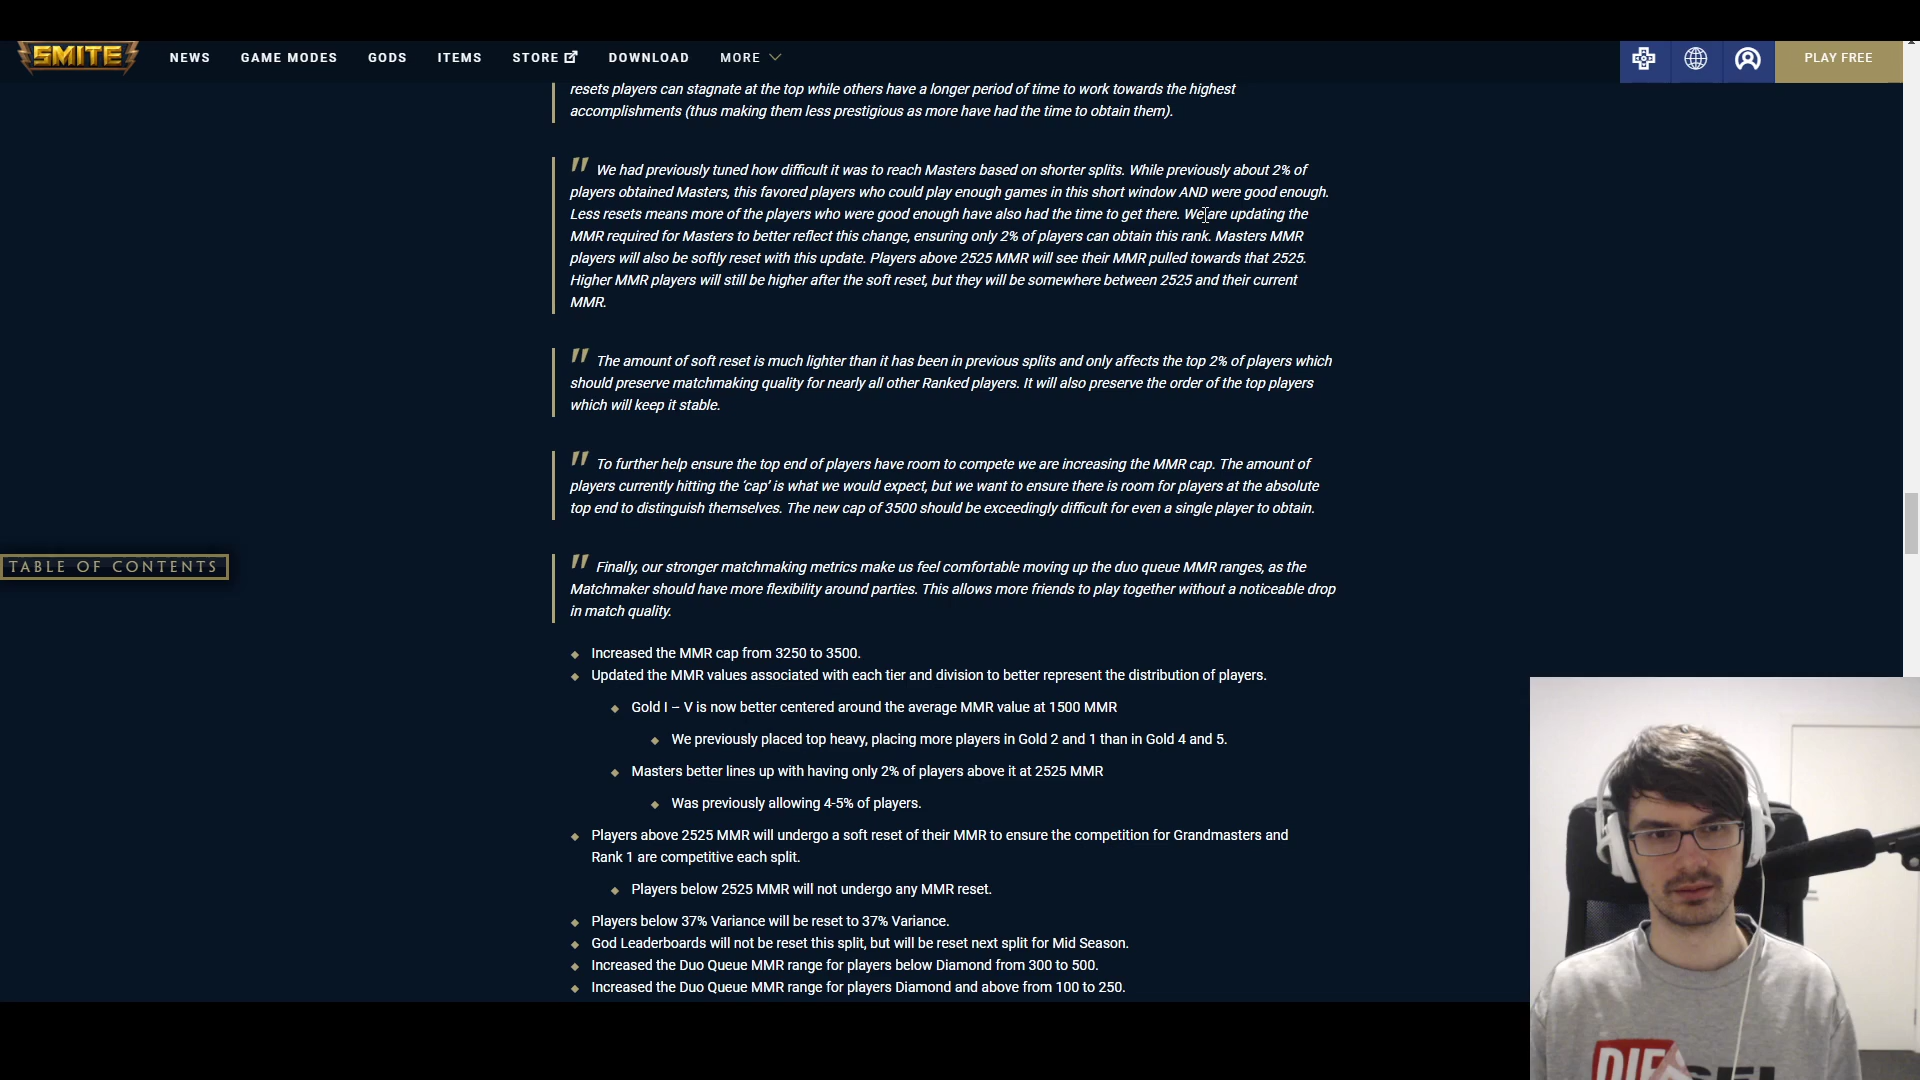 SMITE
NEWS GAME MODES GODS ITEMS STORE DOWNLOAD MORE PLAY FREE
resets players can stagnate at the top while others have a longer period of time to work towards the highest
accomplishments (thus making them less prestigious as more have had the time to obtain them).
" We had previously tuned how difficult it was to reach Masters based on shorter splits. While previously about 2% of
players obtained Masters, this favored players who could play enough games in this short window AND were good enough.
Less resets means more of the players who were good enough have also had the time to get there. We are updating the
MMR required for Masters to better reflect this change, ensuring only 2% of players can obtain this rank. Masters MMR
players will also be softly reset with this update. Players above 2525 MMR will see their MMR pulled towards that 2525.
Higher MMR players will still be higher after the soft reset, but they will be somewhere between 2525 and their current
MMR.
" The amount of soft reset is much lighter than it has been in previous splits and only affects the top 2% of players which
should preserve matchmaking quality for nearly all other Ranked players. It will also preserve the order of the top players
which will keep it stable.
" To further help ensure the top end of players have room to compete we are increasing the MMR cap. The amount of
players currently hitting the ‘cap’ is what we would expect, but we want to ensure there is room for players at the absolute
top end to distinguish themselves. The new cap of 3500 should be exceedingly difficult for even a single player to obtain.
TABLE OF CONTENTS
" Finally, our stronger matchmaking metrics make us feel comfortable moving up the duo queue MMR ranges, as the
Matchmaker should have more flexibility around parties. This allows more friends to play together without a noticeable drop
in match quality.
Increased the MMR cap from 3250 to 3500.
Updated the MMR values associated with each tier and division to better represent the distribution of players.
Gold I – V is now better centered around the average MMR value at 1500 MMR
We previously placed top heavy, placing more players in Gold 2 and 1 than in Gold 4 and 5.
Masters better lines up with having only 2% of players above it at 2525 MMR
Was previously allowing 4-5% of players.
Players above 2525 MMR will undergo a soft reset of their MMR to ensure the competition for Grandmasters and
Rank 1 are competitive each split.
Players below 2525 MMR will not undergo any MMR reset.
Players below 37% Variance will be reset to 37% Variance.
God Leaderboards will not be reset this split, but will be reset next split for Mid Season.
Increased the Duo Queue MMR range for players below Diamond from 300 to 500.
Increased the Duo Queue MMR range for players Diamond and above from 100 to 250.